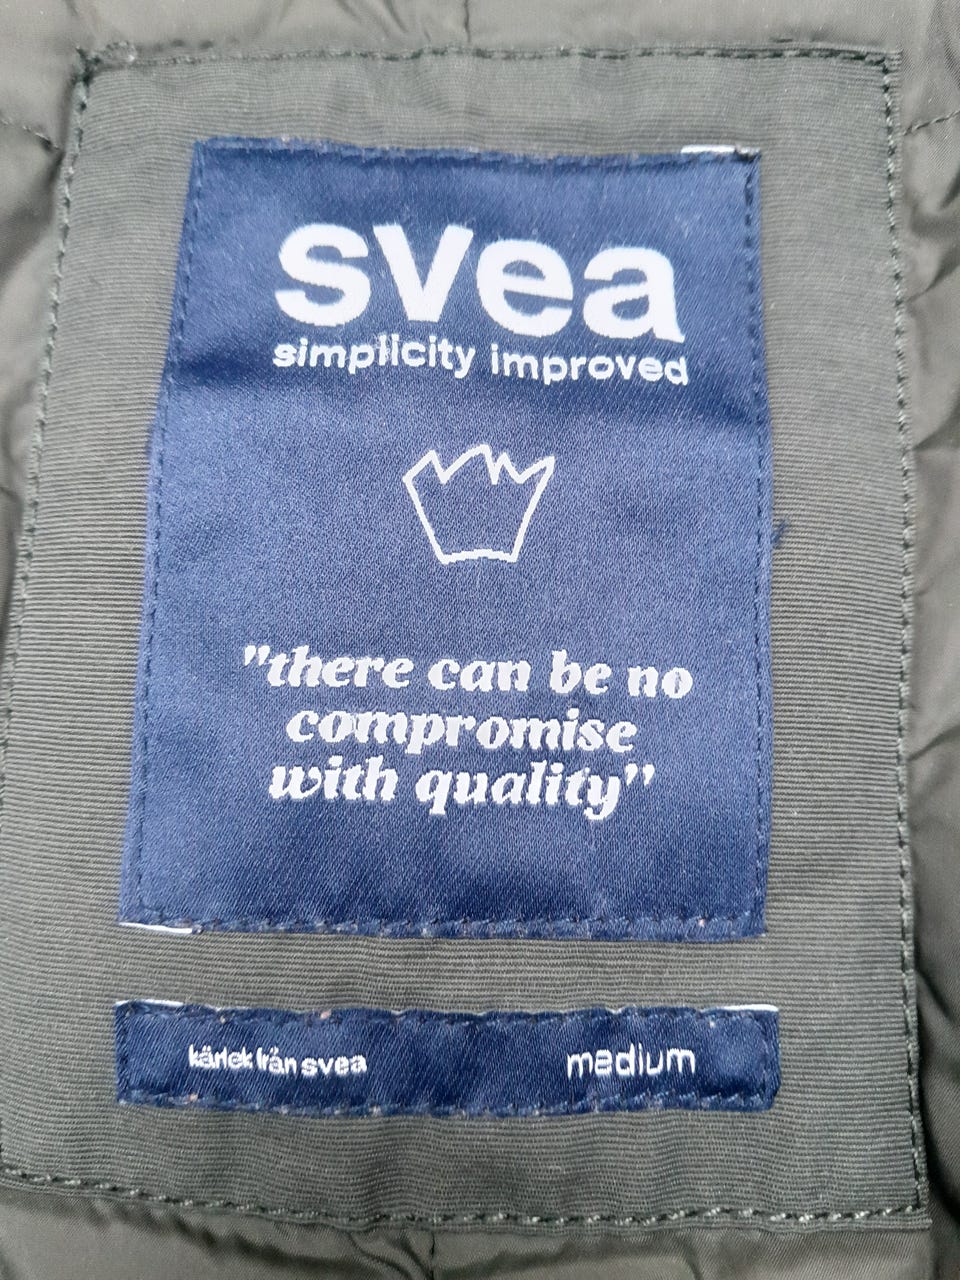 svea
simplicity improved
"there can be no
compromise
with quality"
kärlek från svea
medium